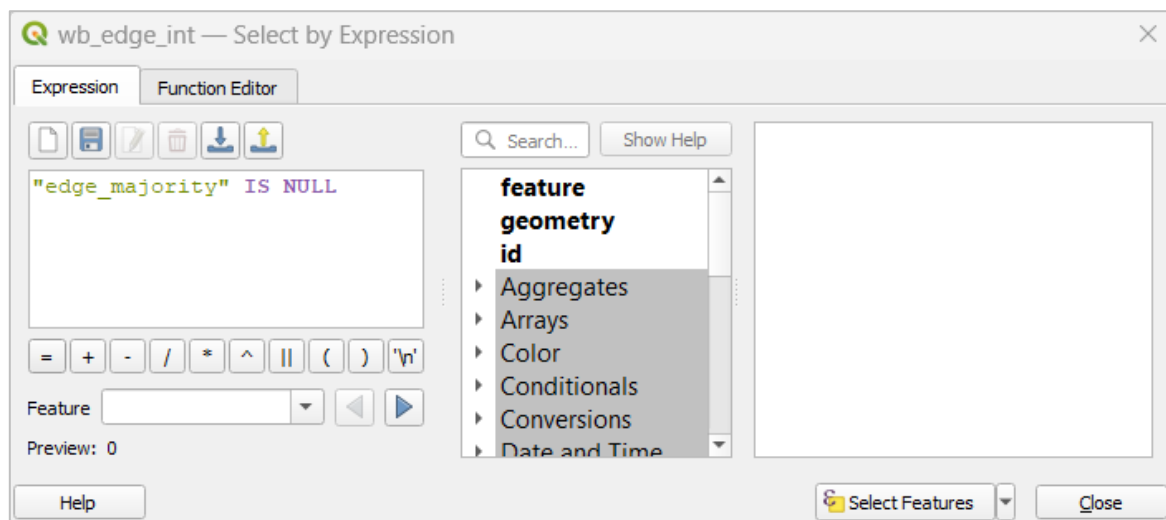 wb_edge_int — Select by Expression
Expression
Function Editor
"edge_majority" IS NULL
= + - / * ^ || ( ) '\n'
Feature
Preview: 0
Search...
Show Help
feature
geometry
id
Aggregates
Arrays
Color
Conditionals
Conversions
Date and Time
Help
Select Features
Close